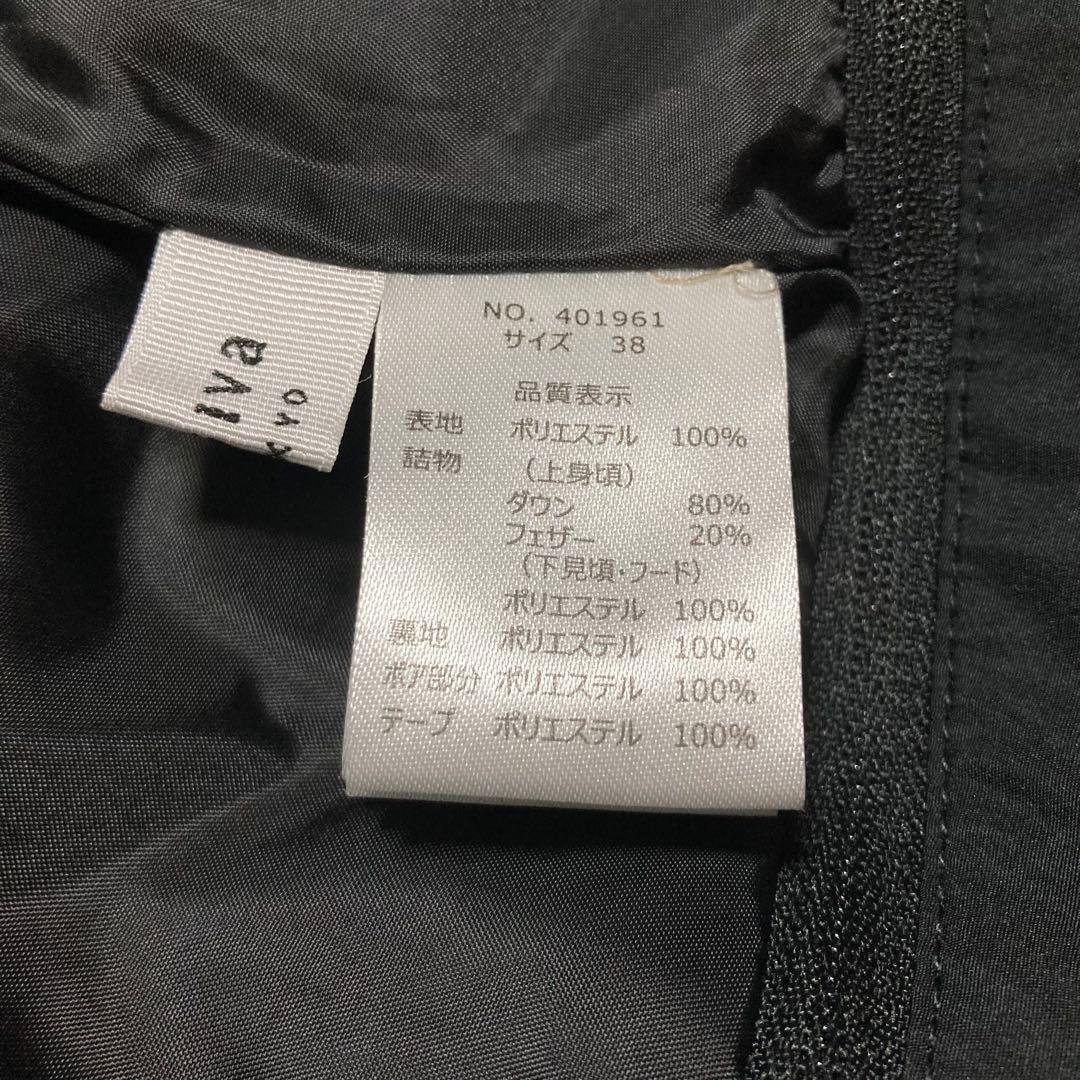 iva
NO. 401961
サイズ 38
品質表示
表地 ポリエステル 100%
詰物 (上身頃)
ダウン 80%
フェザー 20%
(下見頃・フード)
ポリエステル 100%
裏地 ポリエステル 100%
ボア部分 ポリエステル 100%
テープ ポリエステル 100%